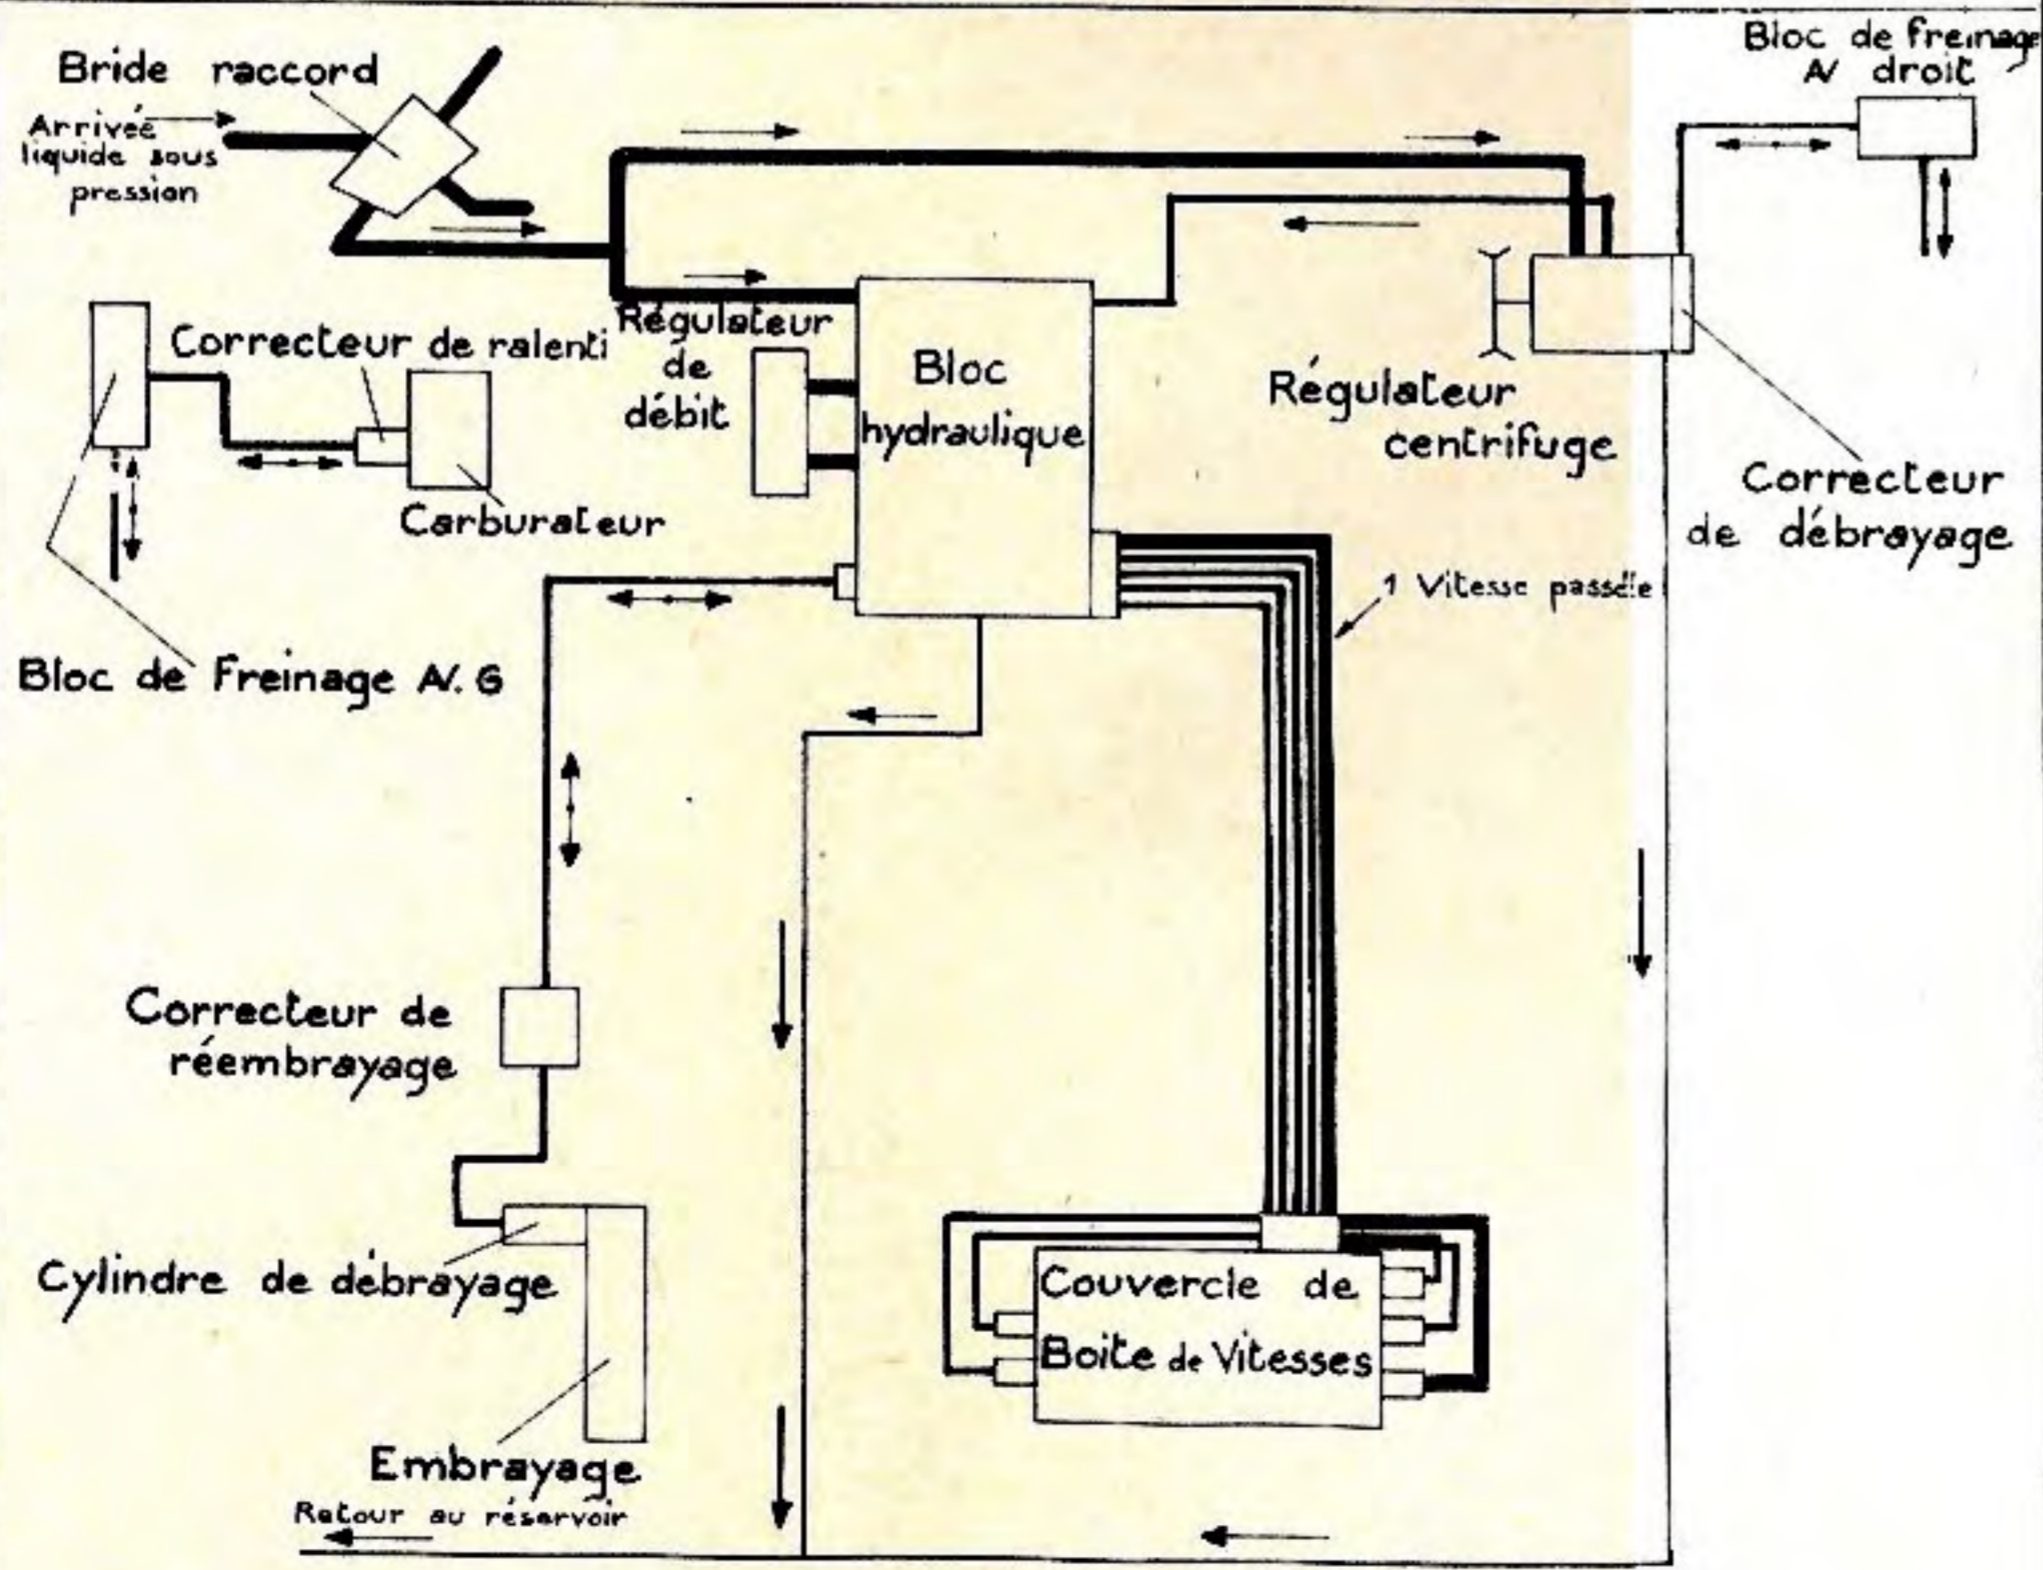 Bride raccord
Arrivée
liquide sous
pression
Bloc de freinage
AV droit
Correcteur de ralenti
Régulateur
de
débit
Bloc
hydraulique
Régulateur
centrifuge
Carburateur
Correcteur
de débrayage
1 Vitesse passée
Bloc de Freinage AV. G
Correcteur de
réembrayage
Cylindre de débrayage
Couvercle de
Boite de Vitesses
Embrayage
Retour au réservoir